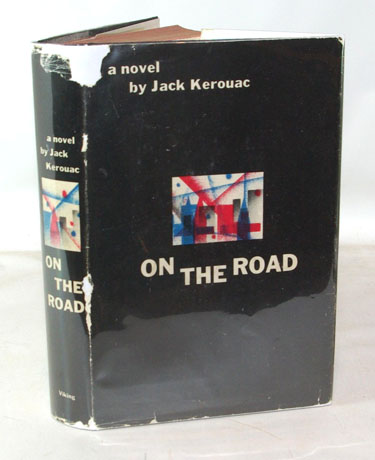 a novel
by Jack
Kerouac
ON
THE
ROAD
Viking
a novel
by Jack Kerouac
ON THE ROAD